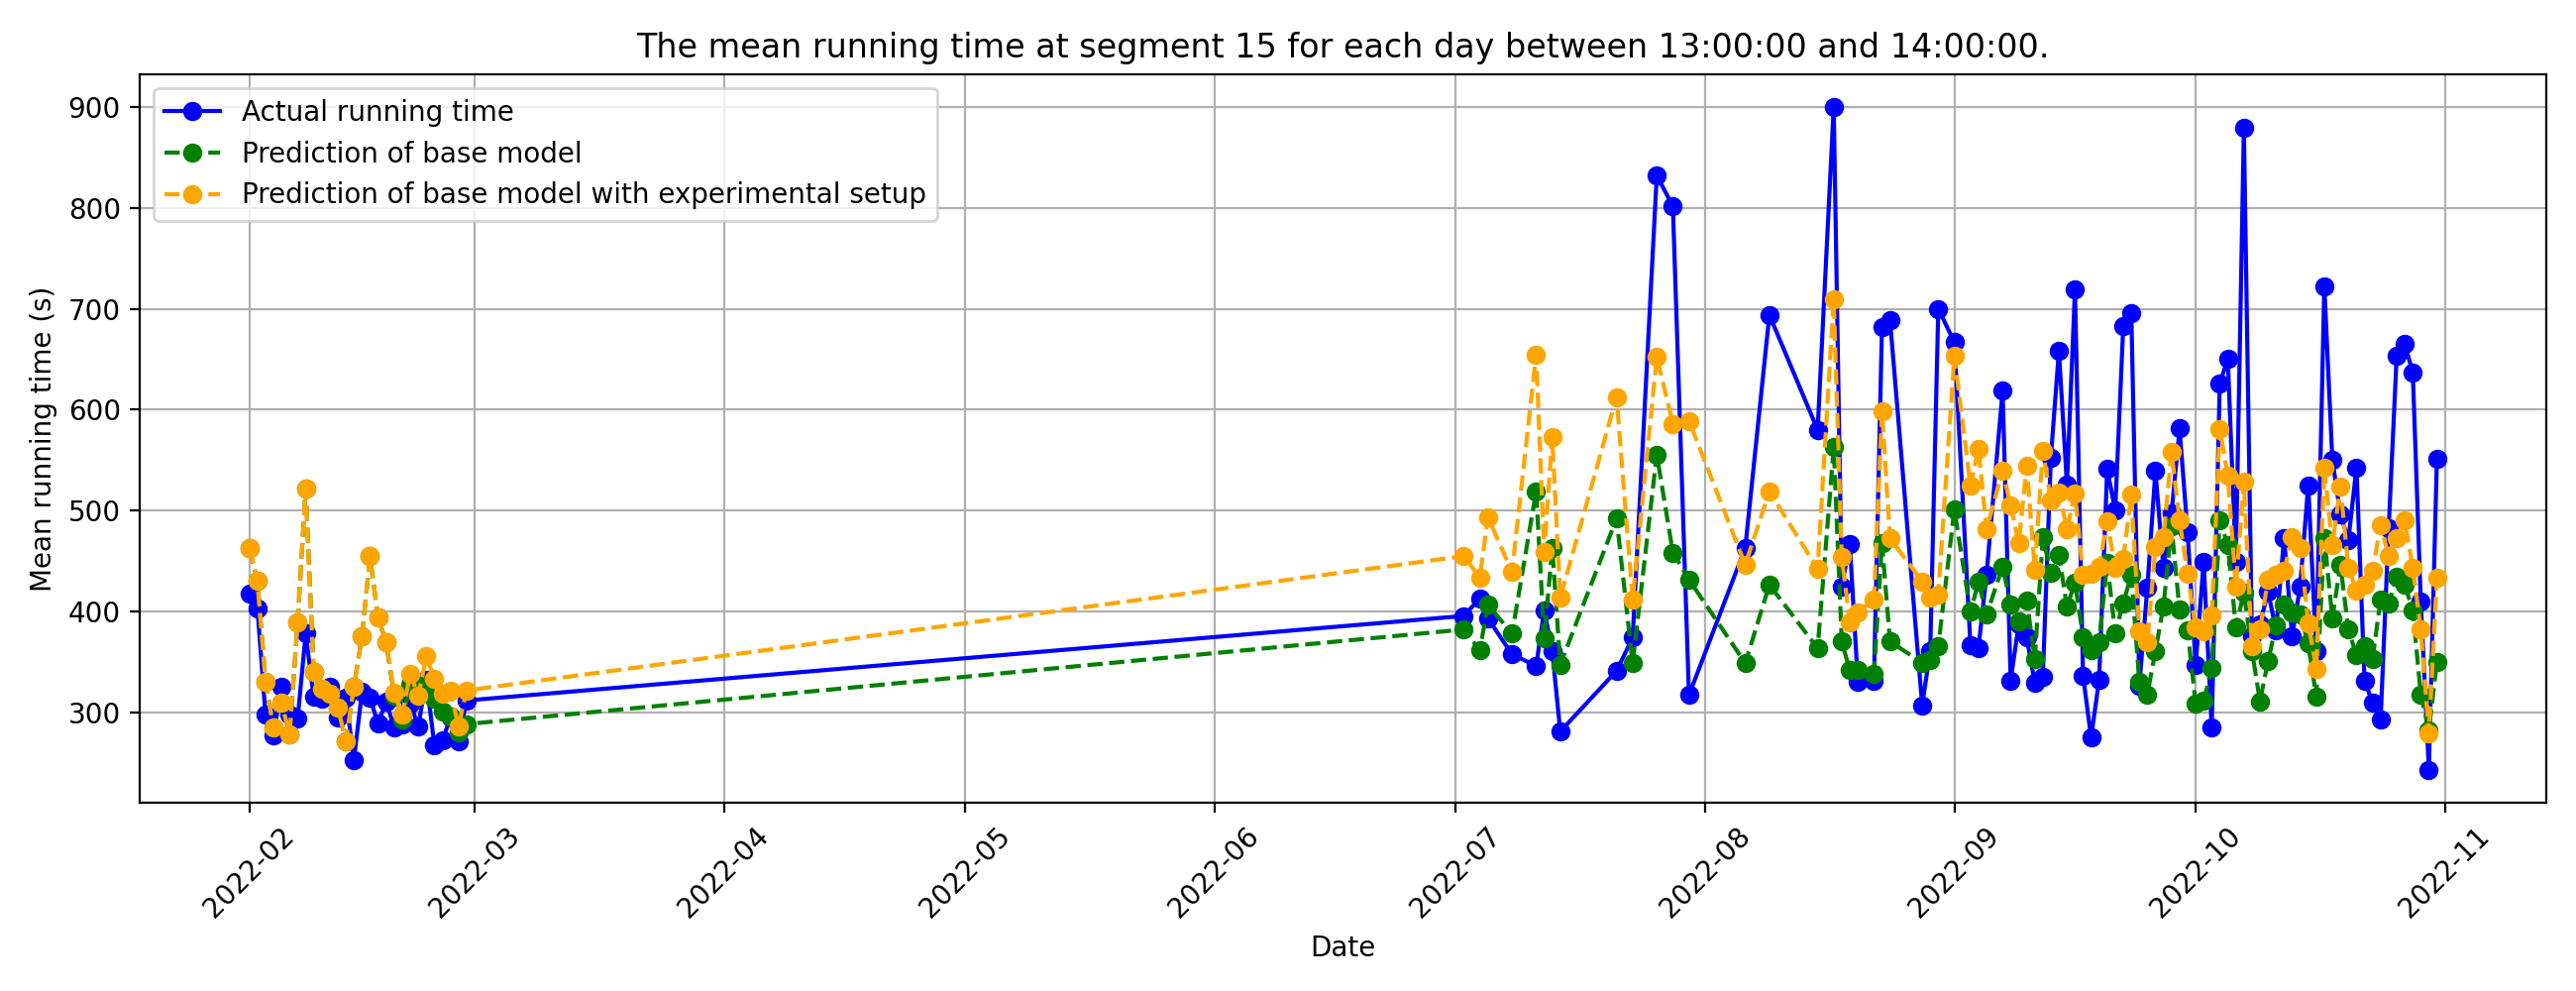 The mean running time at segment 15 for each day between 13:00:00 and 14:00:00.
Actual running time
Prediction of base model
Prediction of base model with experimental setup
Mean running time (s)
900
800
700
600
500
400
300
2022-02
2022-03
2022-04
2022-05
2022-06
2022-07
2022-08
2022-09
2022-10
2022-11
Date